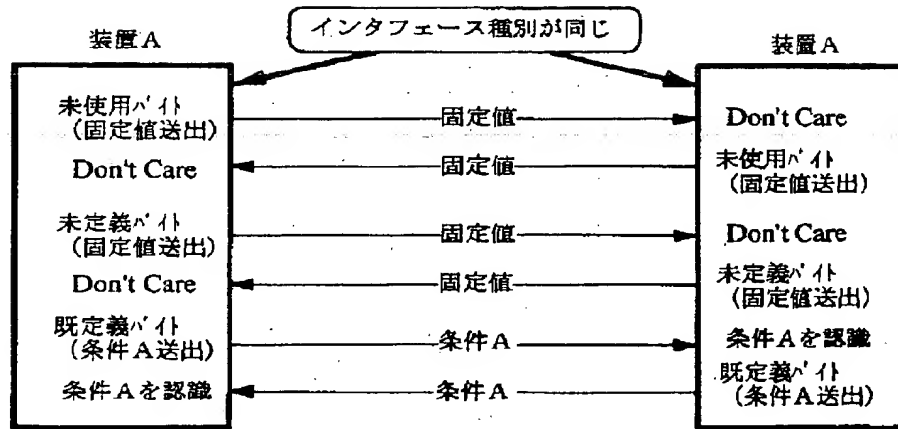 インタフェース種別が同じ
装置A
装置A
未使用バイト
(固定値送出)
固定値
Don't Care
Don't Care
固定値
未使用バイト
(固定値送出)
未定義バイト
(固定値送出)
固定値
Don't Care
Don't Care
固定値
未定義バイト
(固定値送出)
既定義バイト
(条件A送出)
条件A
条件Aを認識
条件Aを認識
条件A
既定義バイト
(条件A送出)